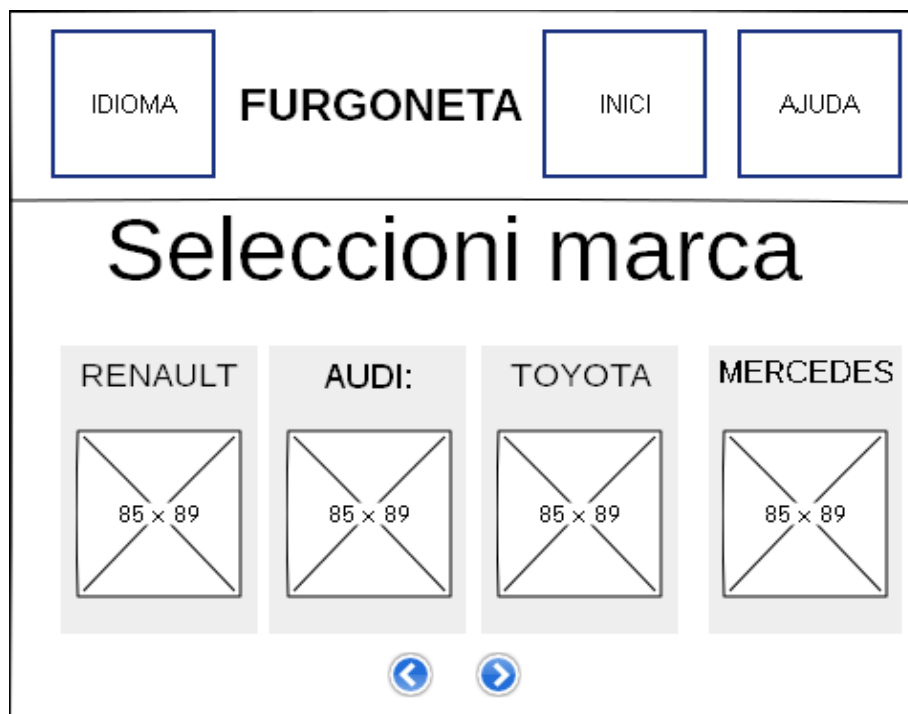 IDIOMA FURGONETA INICI AJUDA
Seleccioni marca
RENAULT AUDI: TOYOTA MERCEDES
85 x 89 85 x 89 85 x 89 85 x 89